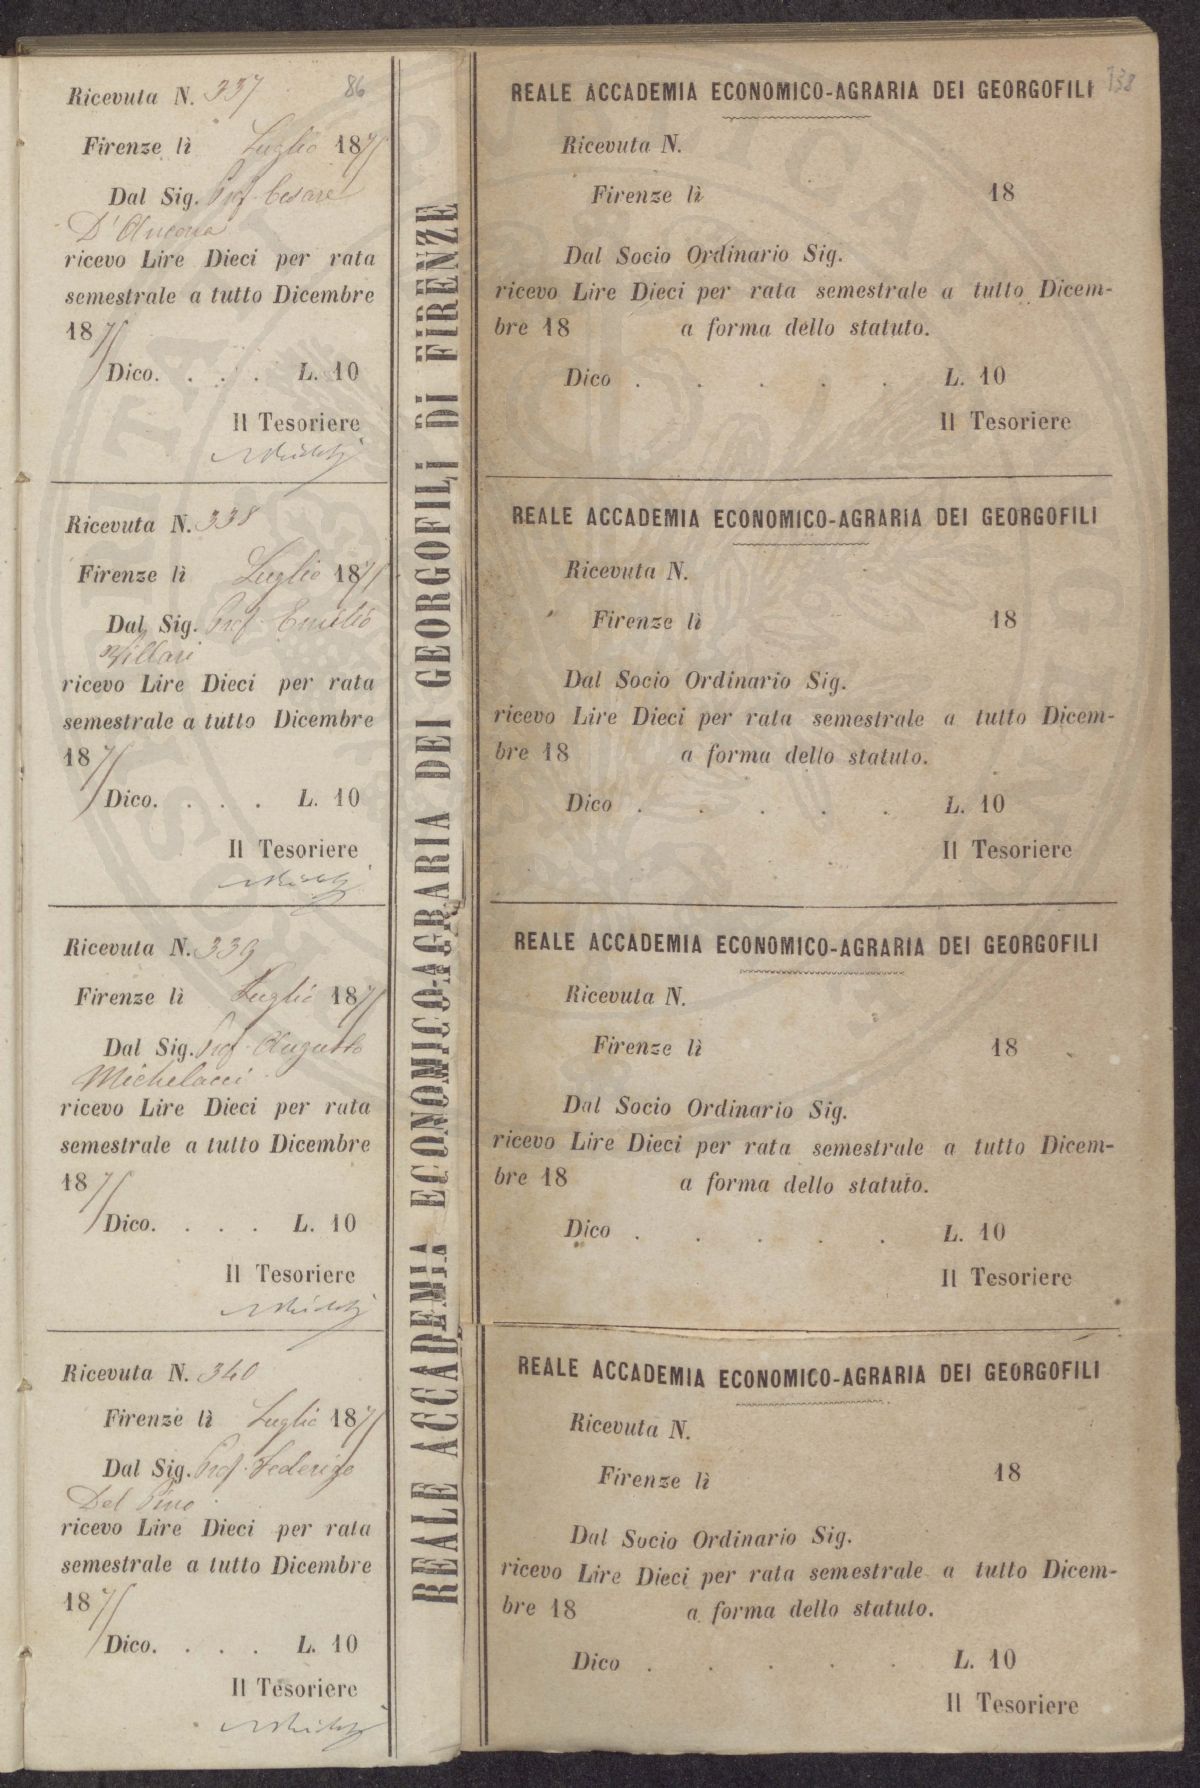 Ricevuta N. 337
86
Firenze lì Luglio 1871
Dal Sig. Prof. Cesare
D'Ancona
ricevo Lire Dieci per rata
semestrale a tutto Dicembre
1871
Dico. . . . L. 10
Il Tesoriere
Ricevuta N. 338
Firenze lì Luglio 1871
Dal Sig. Prof. Emilio
Villari
ricevo Lire Dieci per rata
semestrale a tutto Dicembre
1871
Dico. . . . L. 10
Il Tesoriere
Ricevuta N. 339
Firenze lì Luglio 1871
Dal Sig. Prof. Augusto
Michelacci
ricevo Lire Dieci per rata
semestrale a tutto Dicembre
1871
Dico. . . . L. 10
Il Tesoriere
Ricevuta N. 340
Firenze lì Luglio 1871
Dal Sig. Prof. Federigo
Del Pino
ricevo Lire Dieci per rata
semestrale a tutto Dicembre
1871
Dico. . . . L. 10
Il Tesoriere
REALE ACCADEMIA ECONOMICO-AGRARIA DEI GEORGOFILI DI FIRENZE
REALE ACCADEMIA ECONOMICO-AGRARIA DEI GEORGOFILI
138
Ricevuta N.
Firenze lì 18
Dal Socio Ordinario Sig.
ricevo Lire Dieci per rata semestrale a tutto Dicem-
bre 18 a forma dello statuto.
Dico . . . . . L. 10
Il Tesoriere
REALE ACCADEMIA ECONOMICO-AGRARIA DEI GEORGOFILI
Ricevuta N.
Firenze lì 18
Dal Socio Ordinario Sig.
ricevo Lire Dieci per rata semestrale a tutto Dicem-
bre 18 a forma dello statuto.
Dico . . . . . L. 10
Il Tesoriere
REALE ACCADEMIA ECONOMICO-AGRARIA DEI GEORGOFILI
Ricevuta N.
Firenze lì 18
Dal Socio Ordinario Sig.
ricevo Lire Dieci per rata semestrale a tutto Dicem-
bre 18 a forma dello statuto.
Dico . . . . . L. 10
Il Tesoriere
REALE ACCADEMIA ECONOMICO-AGRARIA DEI GEORGOFILI
Ricevuta N.
Firenze lì 18
Dal Socio Ordinario Sig.
ricevo Lire Dieci per rata semestrale a tutto Dicem-
bre 18 a forma dello statuto.
Dico . . . . . L. 10
Il Tesoriere